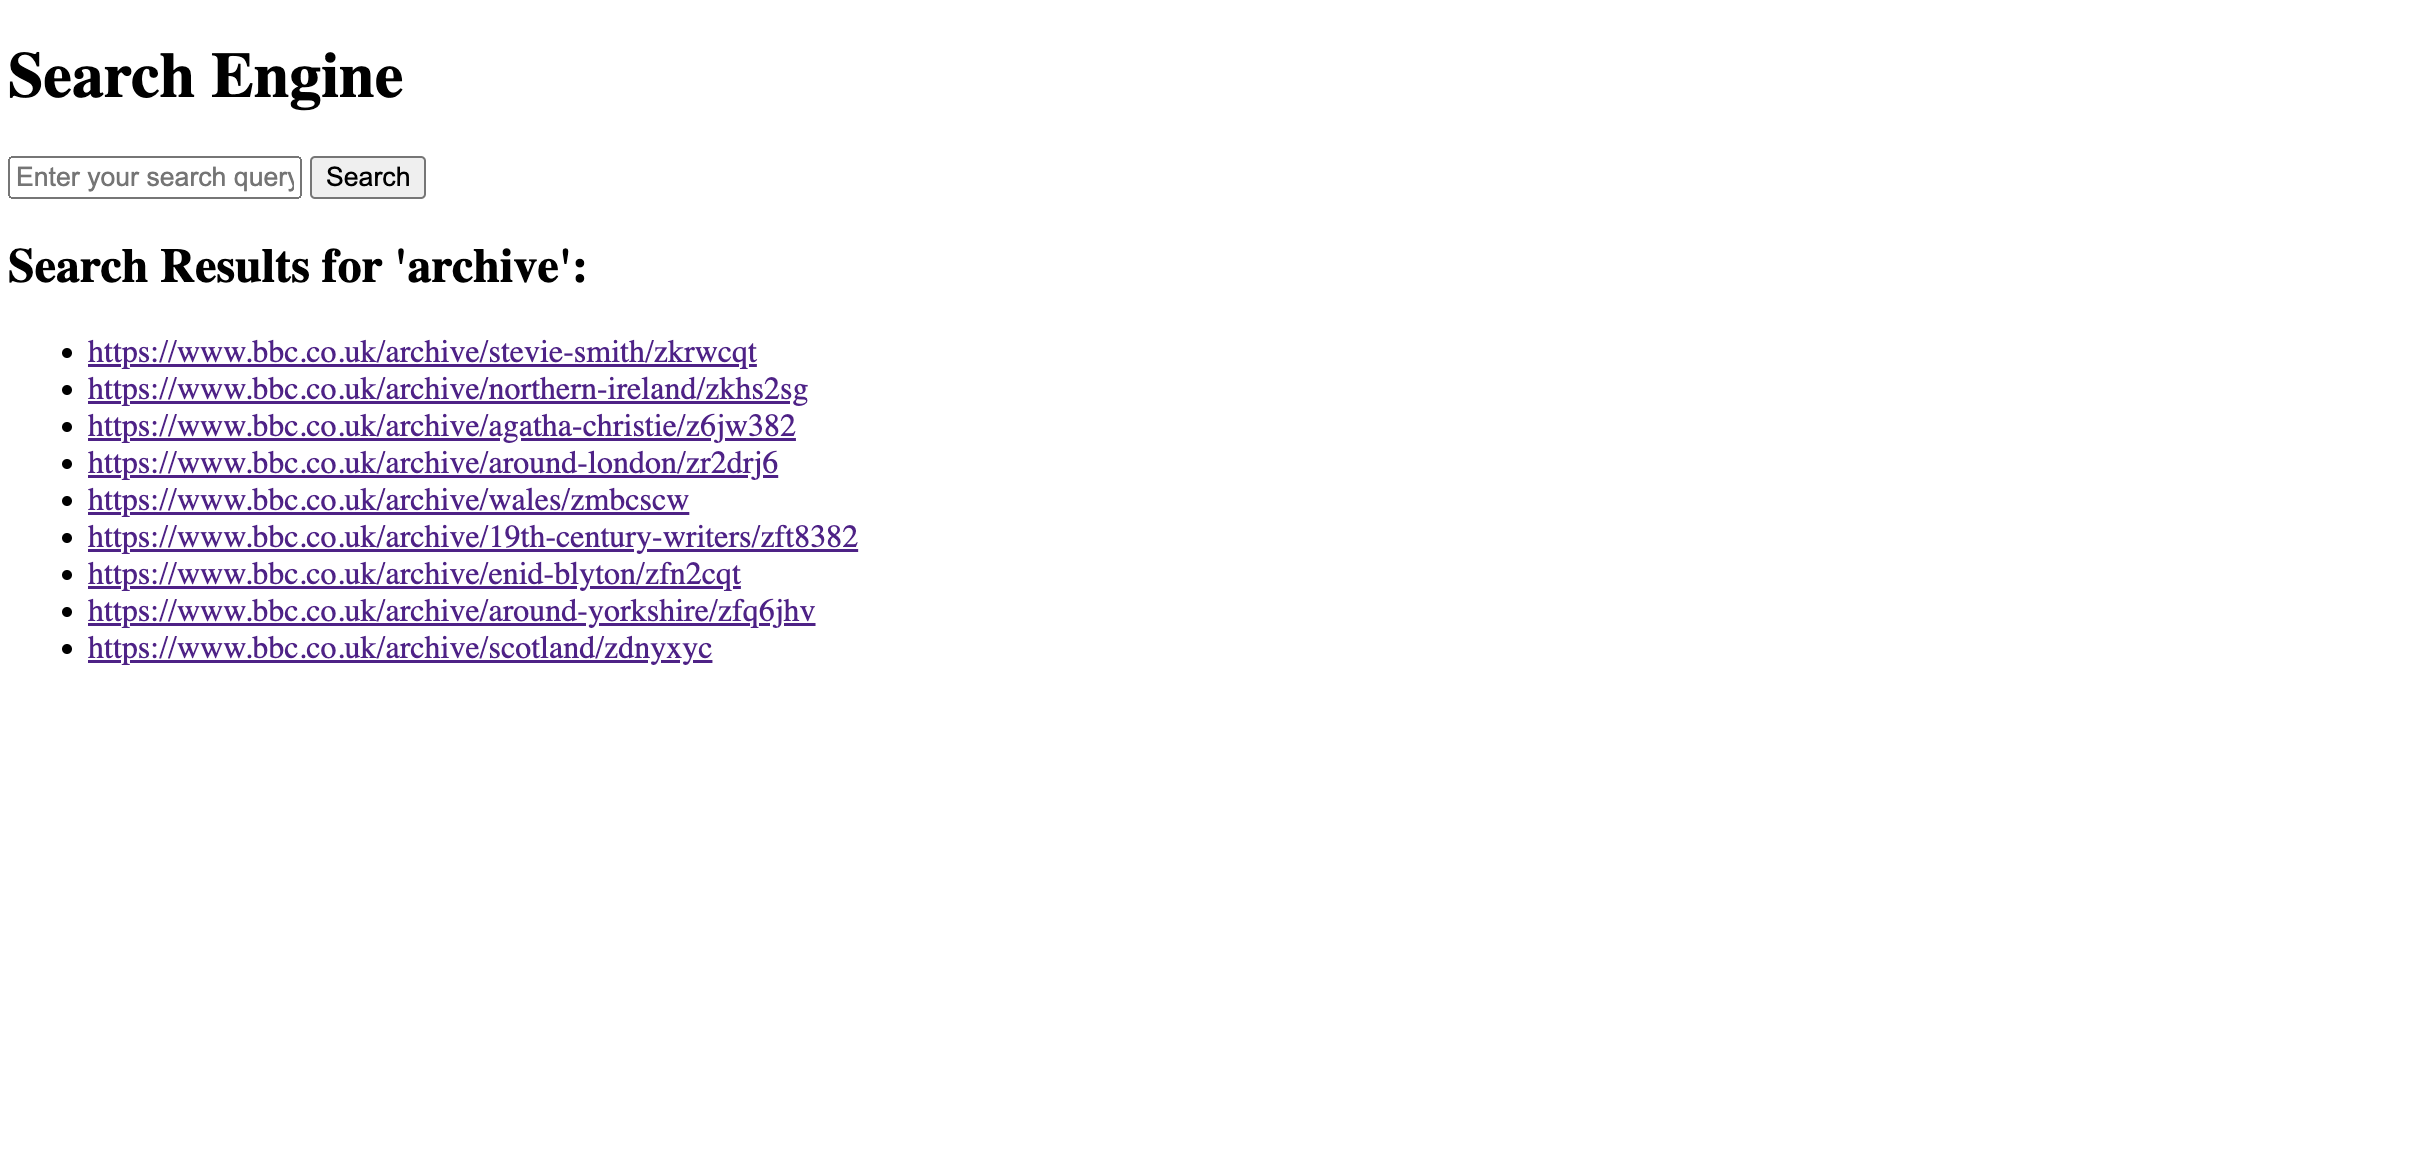 Search Engine
Enter your search query Search
Search Results for 'archive':
https://www.bbc.co.uk/archive/stevie-smith/zkrwcqt
https://www.bbc.co.uk/archive/northern-ireland/zkhs2sg
https://www.bbc.co.uk/archive/agatha-christie/z6jw382
https://www.bbc.co.uk/archive/around-london/zr2drj6
https://www.bbc.co.uk/archive/wales/zmbcscw
https://www.bbc.co.uk/archive/19th-century-writers/zft8382
https://www.bbc.co.uk/archive/enid-blyton/zfn2cqt
https://www.bbc.co.uk/archive/around-yorkshire/zfq6jhv
https://www.bbc.co.uk/archive/scotland/zdnyxyc